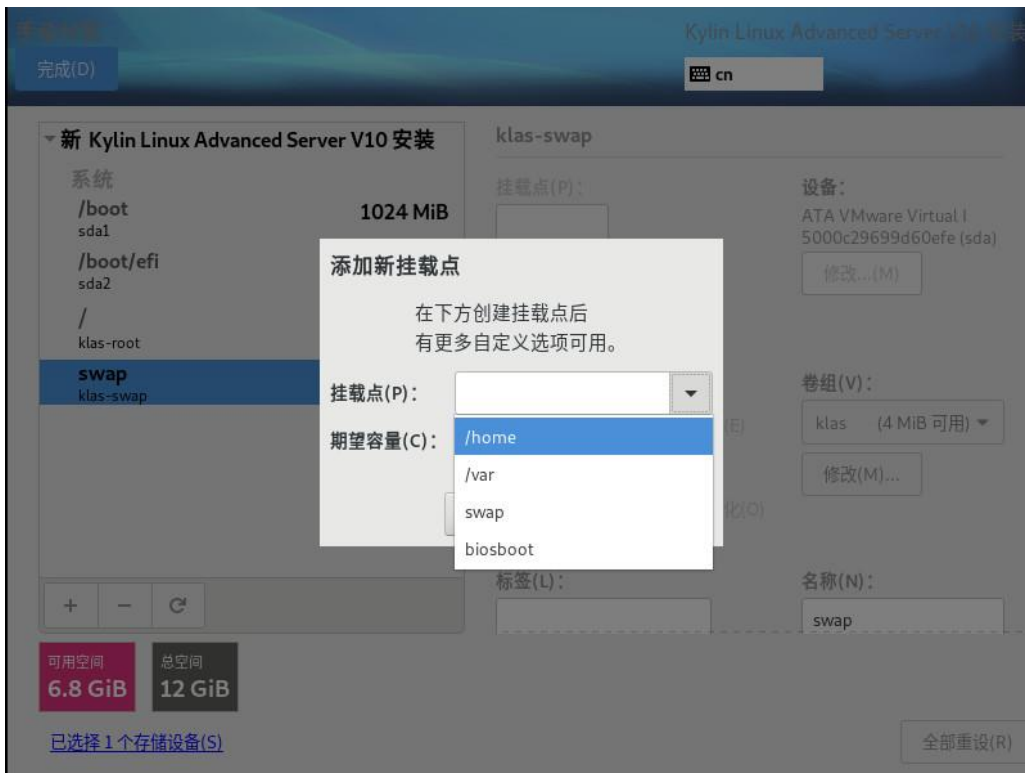 Kylin Linux Advanced Server V10 安装
完成(D)
cn
新 Kylin Linux Advanced Server V10 安装
系统
/boot
1024 MiB
sda1
/boot/efi
sda2
/
klas-root
swap
klas-swap
klas-swap
挂载点(P)：
设备：
ATA VMware Virtual I
5000c29699d60efe (sda)
修改...(M)
添加新挂载点
在下方创建挂载点后
有更多自定义选项可用。
挂载点(P)：
期望容量(C)：
/home
/var
swap
biosboot
卷组(V)：
(E)
klas (4 MiB 可用)
修改(M)...
化(O)
标签(L)：
名称(N)：
swap
+ −
可用空间
6.8 GiB
总空间
12 GiB
已选择 1 个存储设备(S)
全部重设(R)